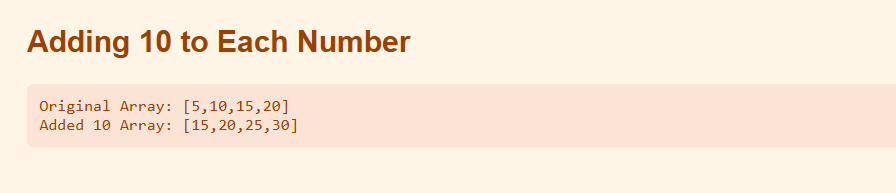 Adding 10 to Each Number
Original Array: [5,10,15,20]
Added 10 Array: [15,20,25,30]